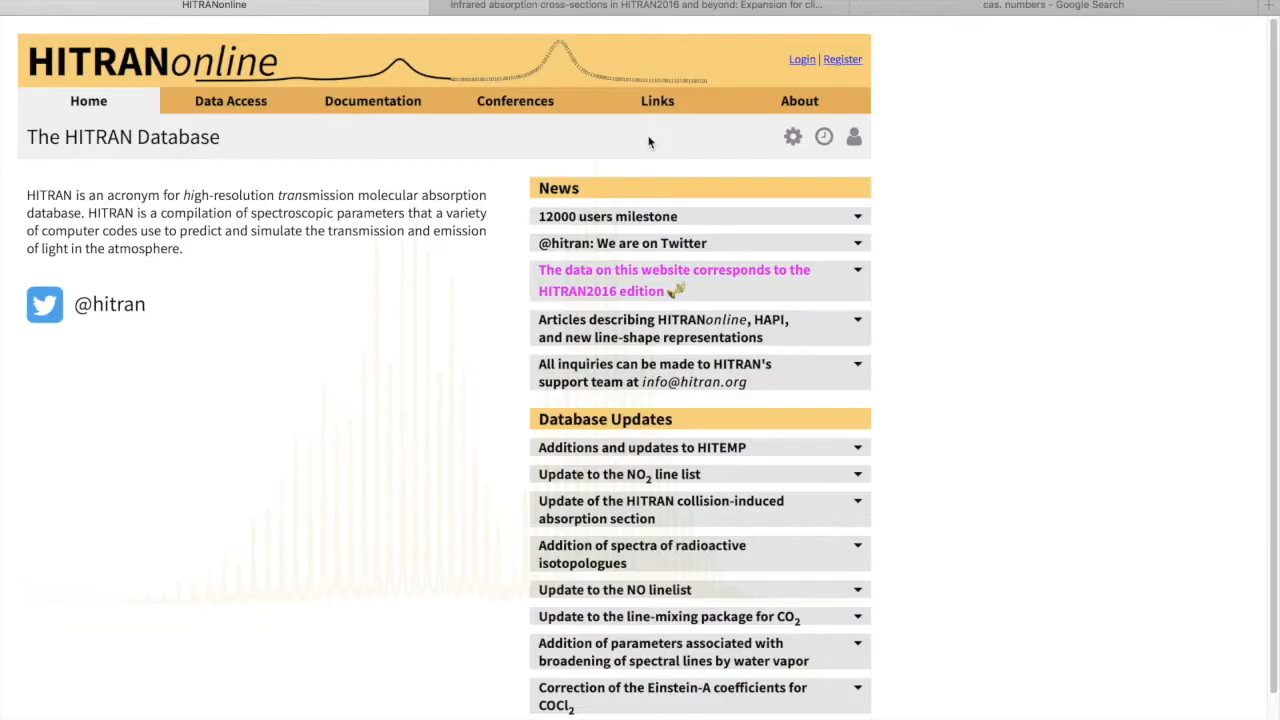 HITRANonline
Infrared absorption cross-sections in HITRAN2016 and beyond: Expansion for cli...
cas. numbers – Google Search
HITRANonline
Login | Register
Home
Data Access
Documentation
Conferences
Links
About
The HITRAN Database
HITRAN is an acronym for high-resolution transmission molecular absorption
database. HITRAN is a compilation of spectroscopic parameters that a variety
of computer codes use to predict and simulate the transmission and emission
of light in the atmosphere.
@hitran
News
12000 users milestone
@hitran: We are on Twitter
The data on this website corresponds to the
HITRAN2016 edition
Articles describing HITRANonline, HAPI,
and new line-shape representations
All inquiries can be made to HITRAN's
support team at info@hitran.org
Database Updates
Additions and updates to HITEMP
Update to the NO2 line list
Update of the HITRAN collision-induced
absorption section
Addition of spectra of radioactive
isotopologues
Update to the NO linelist
Update to the line-mixing package for CO2
Addition of parameters associated with
broadening of spectral lines by water vapor
Correction of the Einstein-A coefficients for
COCl2